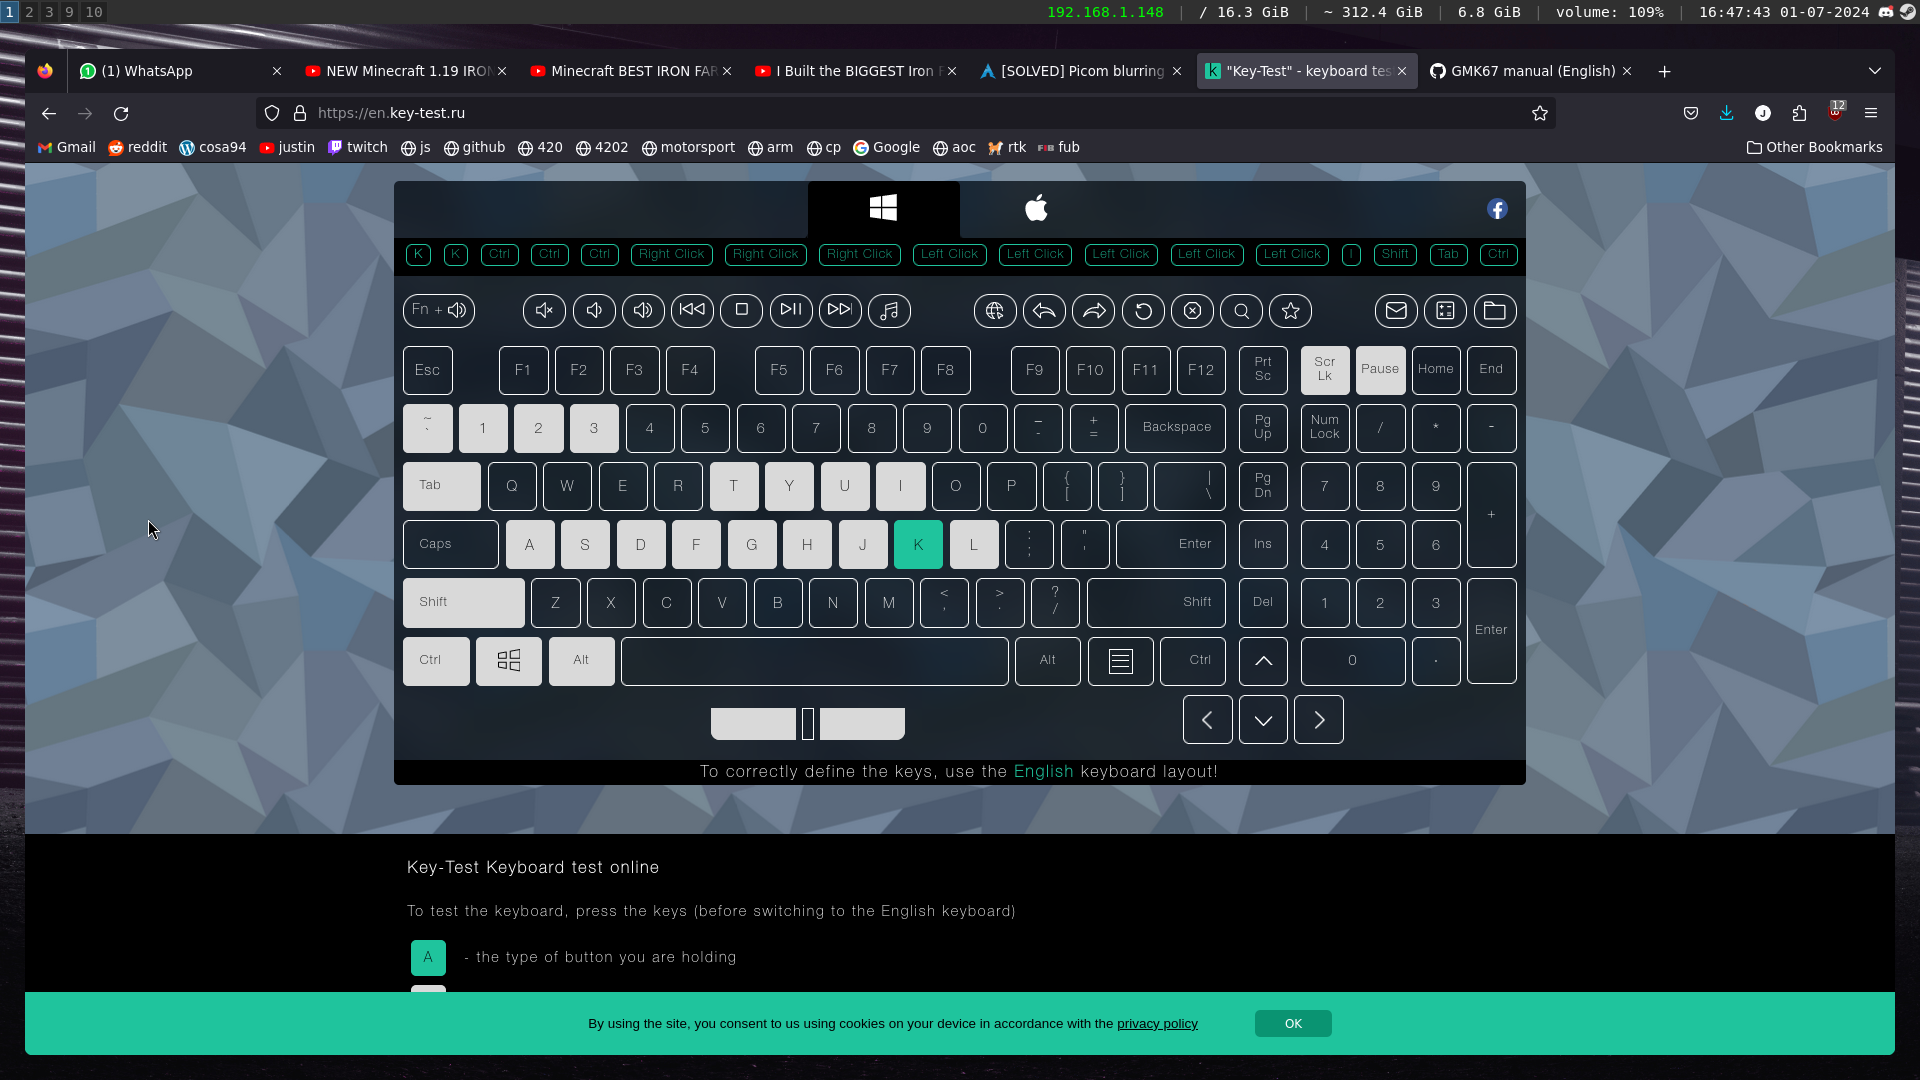 1 2 3 9 10 192.168.1.148 | / 16.3 GiB | ~ 312.4 GiB | 6.8 GiB | volume: 109% | 16:47:43 01-07-2024
(1) WhatsApp NEW Minecraft 1.19 IRON Minecraft BEST IRON FAR I Built the BIGGEST Iron F [SOLVED] Picom blurring "Key-Test" - keyboard tes GMK67 manual (English)
https://en.key-test.ru 12
Gmail reddit cosa94 justin twitch js github 420 4202 motorsport arm cp Google aoc rtk fub Other Bookmarks
K K Ctrl Ctrl Ctrl Right Click Right Click Right Click Left Click Left Click Left Click Left Click Left Click I Shift Tab Ctrl
Fn +
Esc F1 F2 F3 F4 F5 F6 F7 F8 F9 F10 F11 F12 Prt Sc Scr Lk Pause Home End
~ ` 1 2 3 4 5 6 7 8 9 0 _ - + = Backspace Pg Up Num Lock / * -
Tab Q W E R T Y U I O P { [ } ] | \ Pg Dn 7 8 9 +
Caps A S D F G H J K L : ; " ' Enter Ins 4 5 6
Shift Z X C V B N M < , > . ? / Shift Del 1 2 3 Enter
Ctrl Alt Alt Ctrl 0 .
To correctly define the keys, use the English keyboard layout!
Key-Test Keyboard test online
To test the keyboard, press the keys (before switching to the English keyboard)
A - the type of button you are holding
By using the site, you consent to us using cookies on your device in accordance with the privacy policy OK